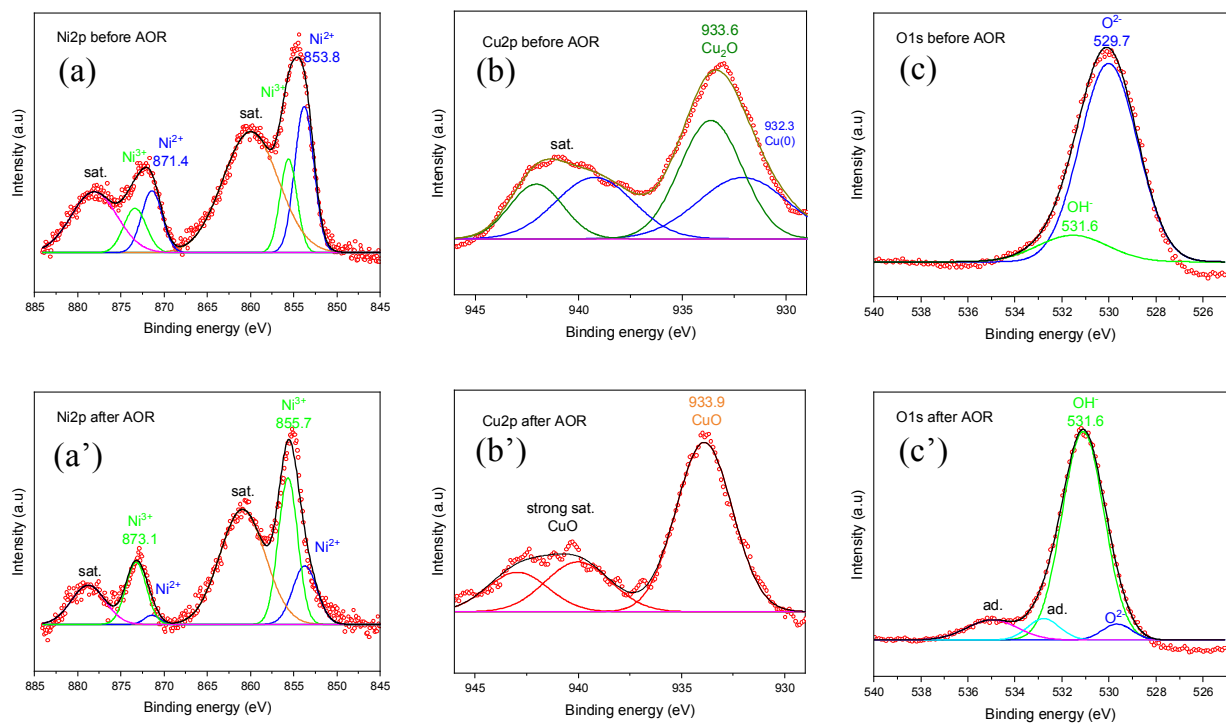 Ni2p before AOR
(a)
Ni²⁺
853.8
Ni³⁺
sat.
Ni²⁺
871.4
Ni³⁺
sat.
Intensity (a.u)
885 880 875 870 865 860 855 850 845
Binding energy (eV)
Cu2p before AOR
(b)
933.6
Cu₂O
932.3
Cu(0)
sat.
Intensity (a.u)
945 940 935 930
Binding energy (eV)
O1s before AOR
(c)
O²⁻
529.7
OH⁻
531.6
Intensity (a.u)
540 538 536 534 532 530 528 526
Binding energy (eV)
Ni2p after AOR
(a’)
Ni³⁺
855.7
sat.
Ni³⁺
873.1
Ni²⁺
sat.
Ni²⁺
Intensity (a.u)
885 880 875 870 865 860 855 850 845
Binding energy (eV)
Cu2p after AOR
(b’)
933.9
CuO
strong sat.
CuO
Intensity (a.u)
945 940 935 930
Binding energy (eV)
O1s after AOR
(c’)
OH⁻
531.6
ad.
ad.
O²⁻
Intensity (a.u)
540 538 536 534 532 530 528 526
Binding energy (eV)